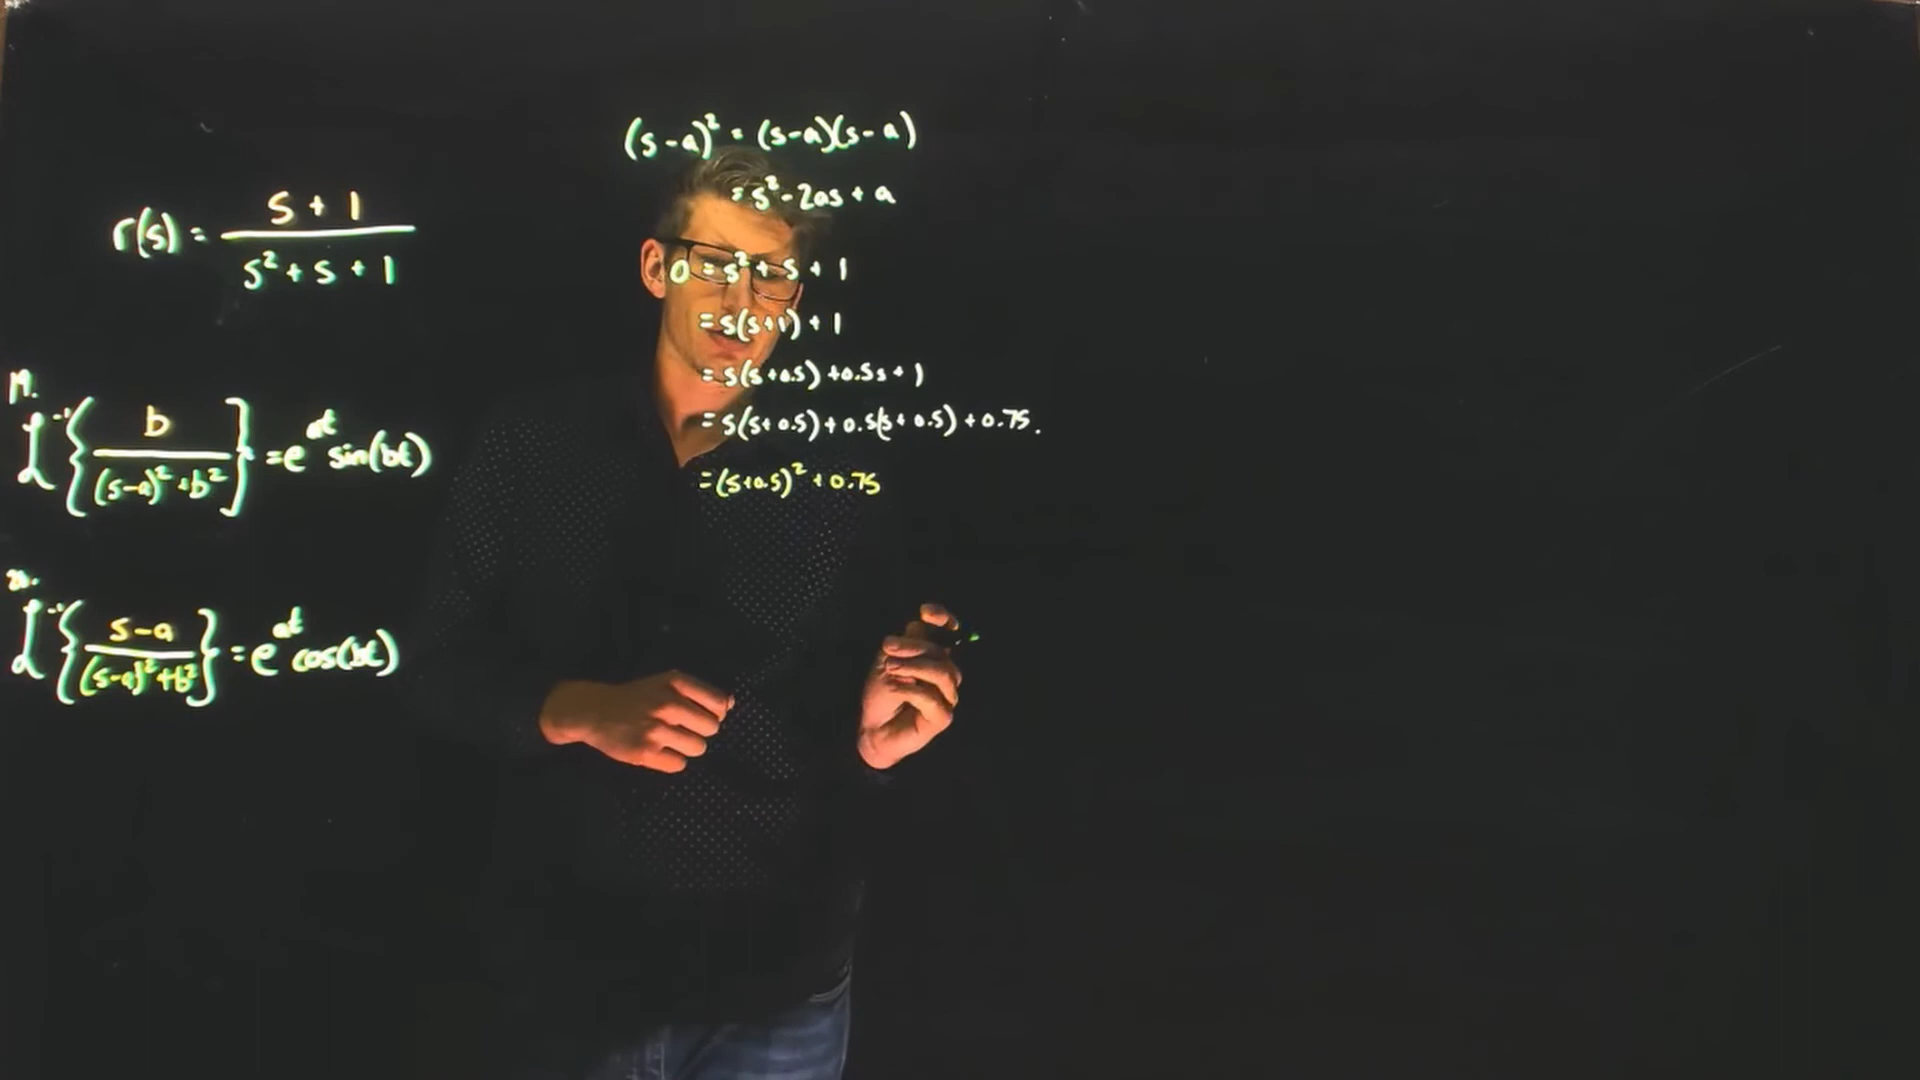 r(s) = (s + 1) / (s² + s + 1)
19.
ℒ⁻¹{ b / ((s-a)² + b²) } = e^{at} sin(bt)
20.
ℒ⁻¹{ (s-a) / ((s-a)² + b²) } = e^{at} cos(bt)
(s-a)² = (s-a)(s-a)
= s² - 2as + a
0 = s² + s + 1
= s(s+1) + 1
= s(s+0.5) + 0.5s + 1
= s(s+0.5) + 0.5(s+0.5) + 0.75.
= (s+0.5)² + 0.75